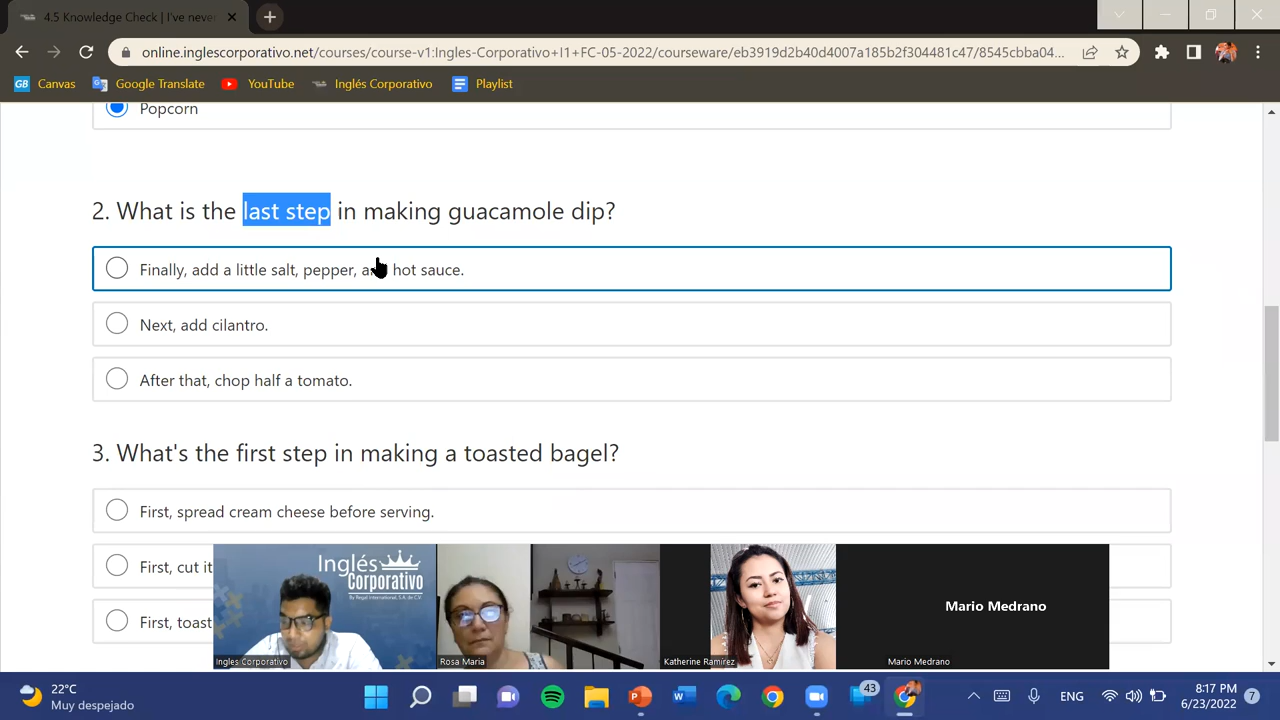 4.5 Knowledge Check | I've neve
online.inglescorporativo.net/courses/course-v1:Ingles-Corporativo+I1+FC-05-2022/courseware/eb3919d2b40d4007a185b2f304481c47/8545cbba04...
GB Canvas Google Translate YouTube Inglés Corporativo Playlist
Popcorn
2. What is the last step in making guacamole dip?
Finally, add a little salt, pepper, and hot sauce.
Next, add cilantro.
After that, chop half a tomato.
3. What's the first step in making a toasted bagel?
First, spread cream cheese before serving.
First, cut it
First, toast
Inglés
Corporativo
By Regal International, S.A. de C.V.
Mario Medrano
Ingles Corporativo
Rosa Maria
Katherine Ramirez
Mario Medrano
22°C
Muy despejado
43
ENG
8:17 PM
6/23/2022
7